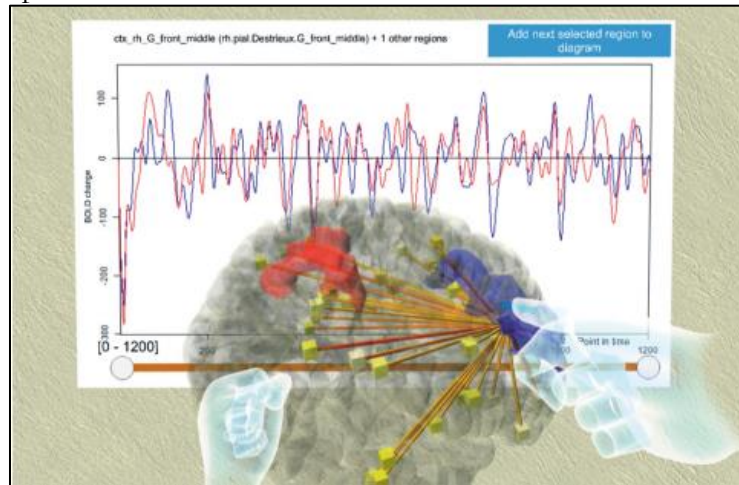 ctx_rh_G_front_middle (rh.pial.Destrieux.G_front_middle) + 1 other regions
Add next selected region to
diagram
100
0
BOLD change
-100
-200
-300
[0 - 1200]
200
Point in time
1200